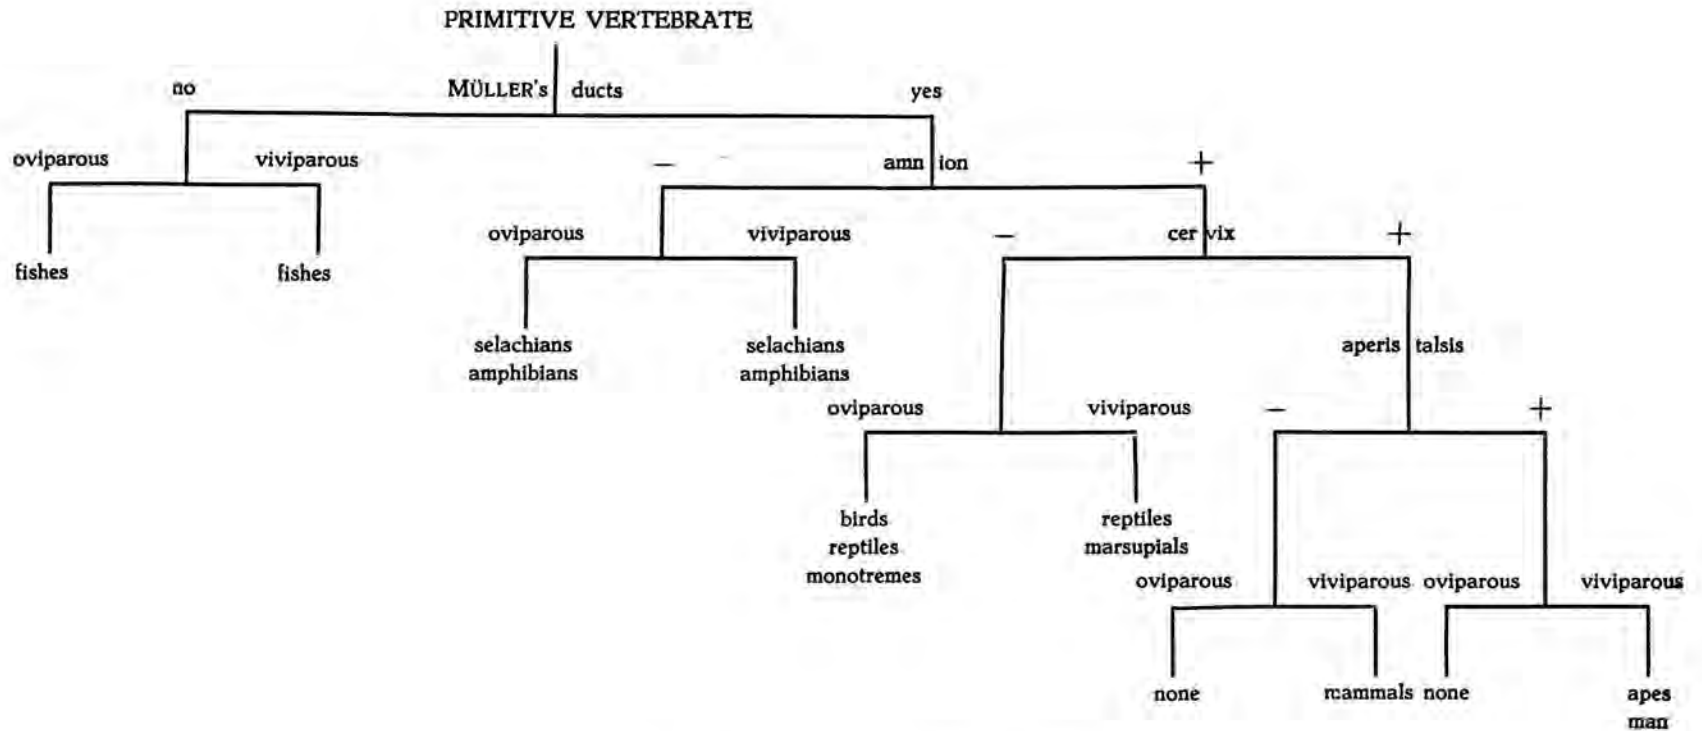 PRIMITIVE VERTEBRATE
no MÜLLER's ducts yes
oviparous viviparous − amn ion +
oviparous viviparous − cer vix +
fishes fishes
selachians selachians aperis talsis
amphibians amphibians
oviparous viviparous − +
birds reptiles
reptiles marsupials
monotremes
oviparous viviparous oviparous viviparous
none mammals none apes
man